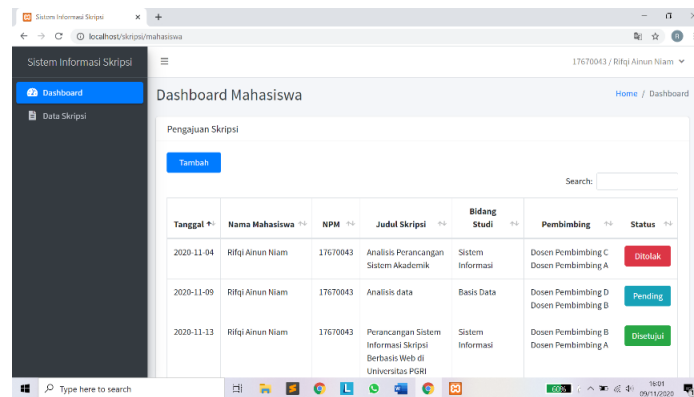 Sistem Informasi Skripsi
localhost/skripsi/mahasiswa
Sistem Informasi Skripsi
17670043 / Rifqi Ainun Niam
Dashboard
Data Skripsi
Dashboard Mahasiswa
Home / Dashboard
Pengajuan Skripsi
Tambah
Search:
Tanggal Nama Mahasiswa NPM Judul Skripsi Bidang Studi Pembimbing Status
2020-11-04 Rifqi Ainun Niam 17670043 Analisis Perancangan Sistem Informasi Dosen Pembimbing C Ditolak
Sistem Akademik Dosen Pembimbing A
2020-11-09 Rifqi Ainun Niam 17670043 Analisis data Basis Data Dosen Pembimbing D Pending
Dosen Pembimbing B
2020-11-13 Rifqi Ainun Niam 17670043 Perancangan Sistem Sistem Dosen Pembimbing B Disetujui
Informasi Skripsi Informasi Dosen Pembimbing A
Berbasis Web di
Universitas PGRI
Type here to search
60%
16:01
09/11/2020